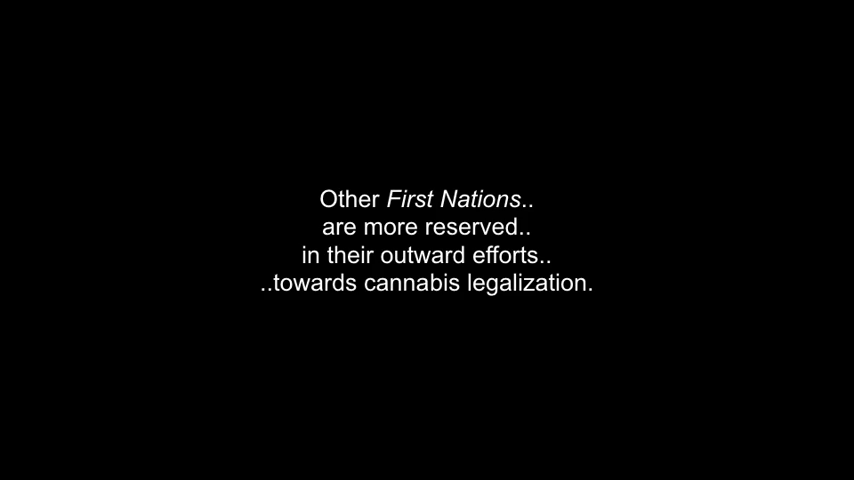 Other First Nations..
are more reserved..
in their outward efforts..
..towards cannabis legalization.